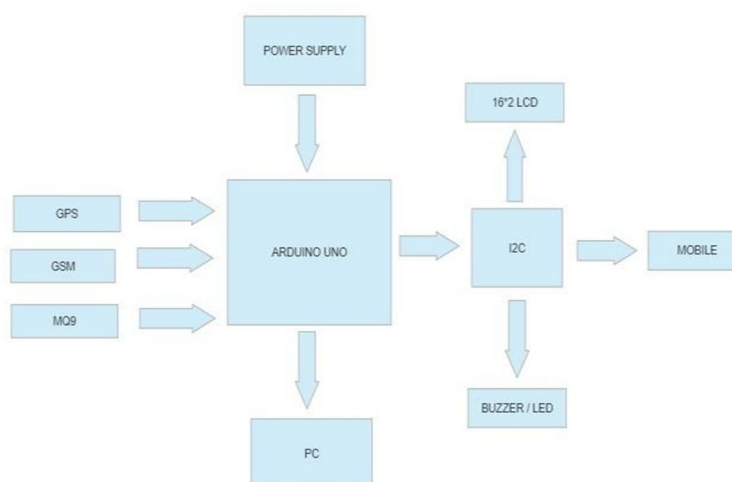 POWER SUPPLY
16*2 LCD
GPS
ARDUINO UNO
I2C
MOBILE
GSM
MQ9
BUZZER / LED
PC